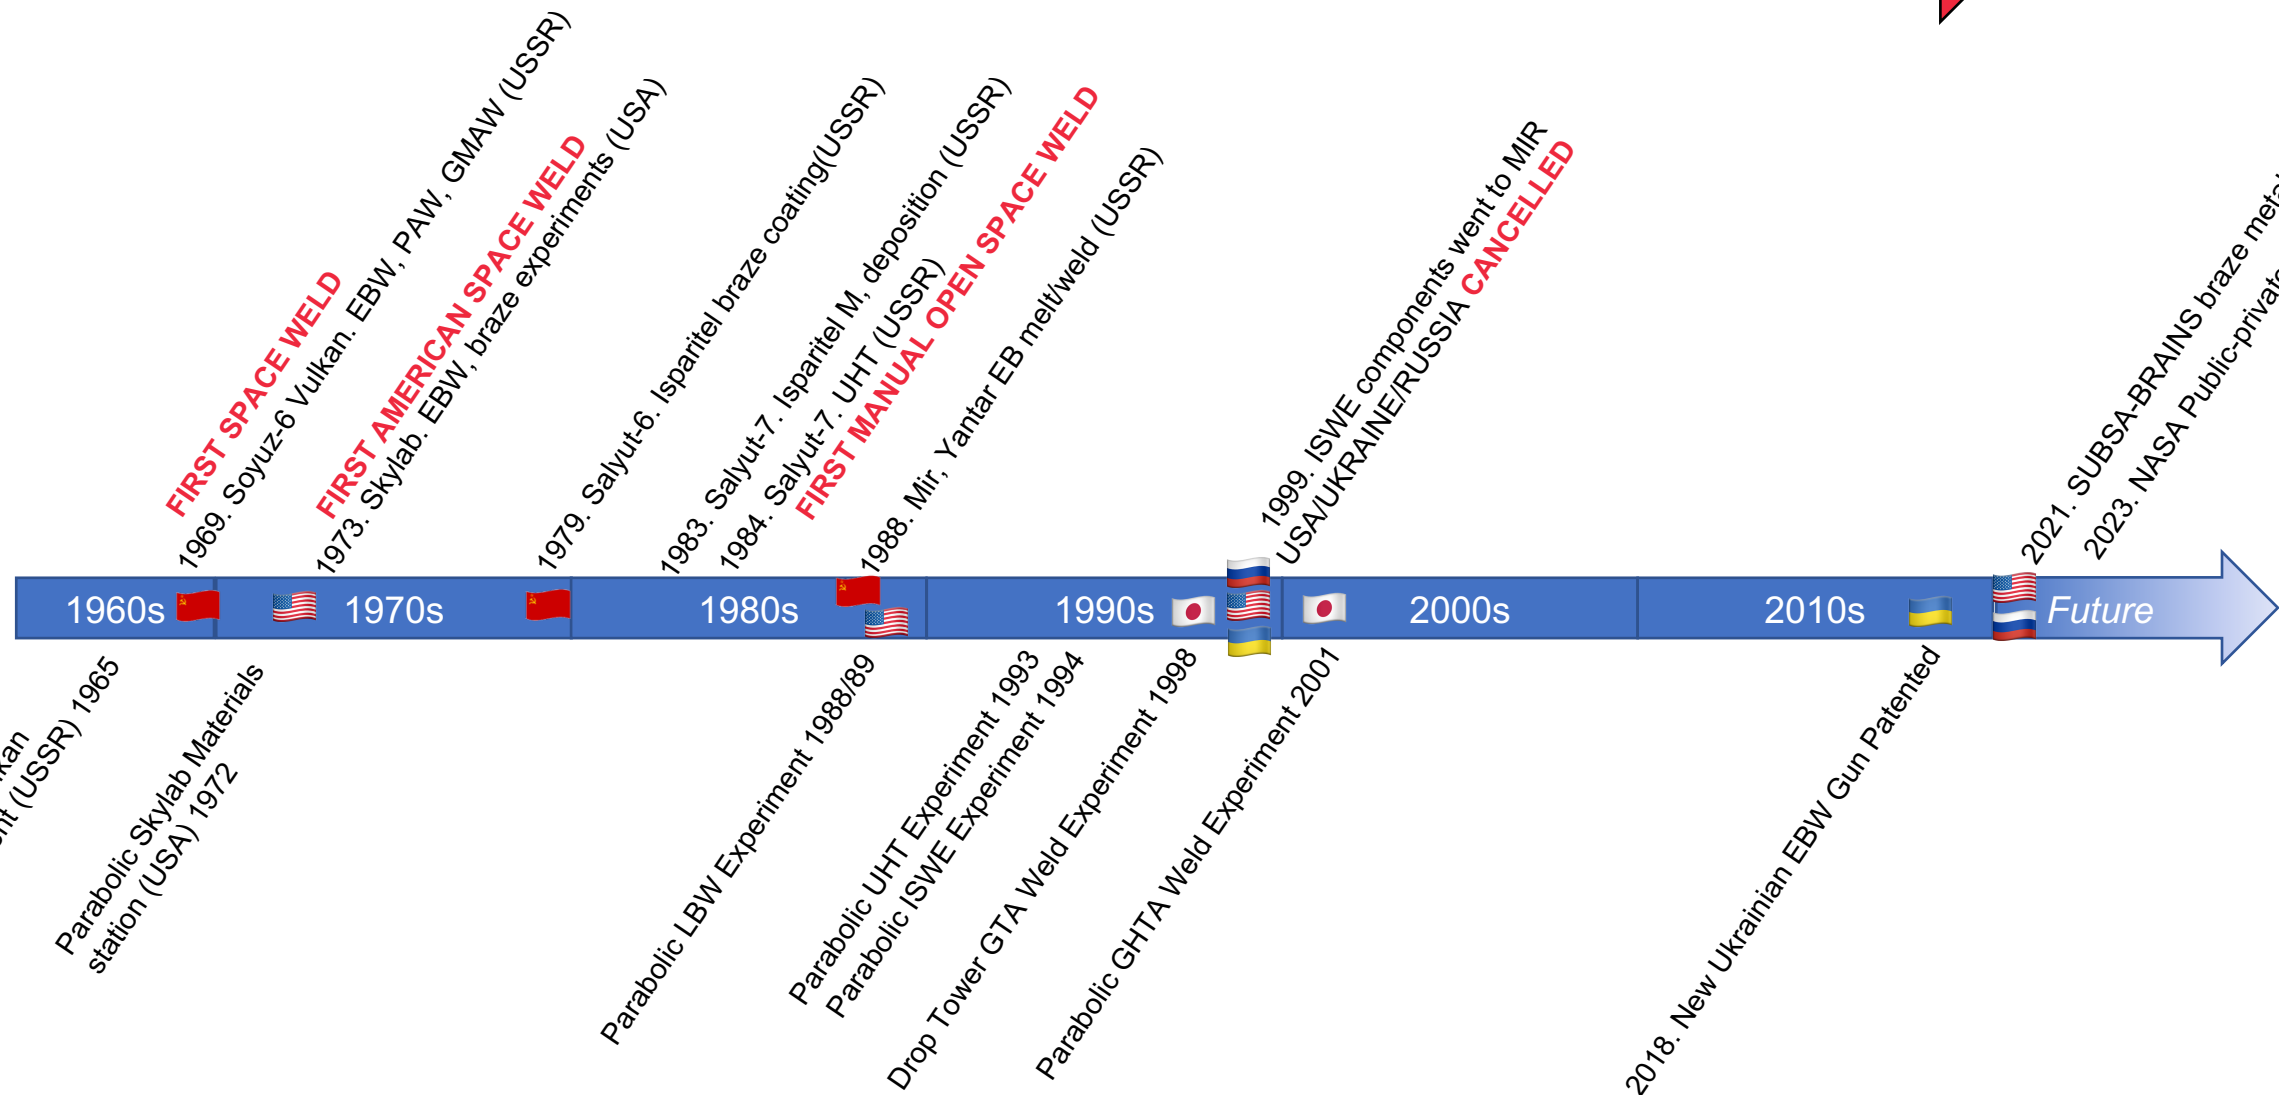 FIRST SPACE WELD
1969. Soyuz-6 Vulkan. EBW, PAW, GMAW (USSR)
FIRST AMERICAN SPACE WELD
1973. Skylab. EBW, braze experiments (USA)
1979. Salyut-6. Isparitel braze coating(USSR)
1983. Salyut-7. Isparitel M, deposition (USSR)
1984. Salyut-7. UHT (USSR)
FIRST MANUAL OPEN SPACE WELD
1988. Mir, Yantar EB melt/weld (USSR)
1999. ISWE components went to MIR
USA/UKRAINE/RUSSIA CANCELLED
2021. SUBSA-BRAINS braze
2023. NASA
1960s
1970s
1980s
1990s
2000s
2010s
Future
(USSR) 1965
Parabolic Skylab Materials
station (USA) 1972
Parabolic LBW Experiment 1988/89
Parabolic UHT Experiment 1993
Parabolic ISWE Experiment 1994
Drop Tower GTA Weld Experiment 1998
Parabolic GHTA Weld Experiment 2001
2018. New Ukrainian EBW Gun Patented